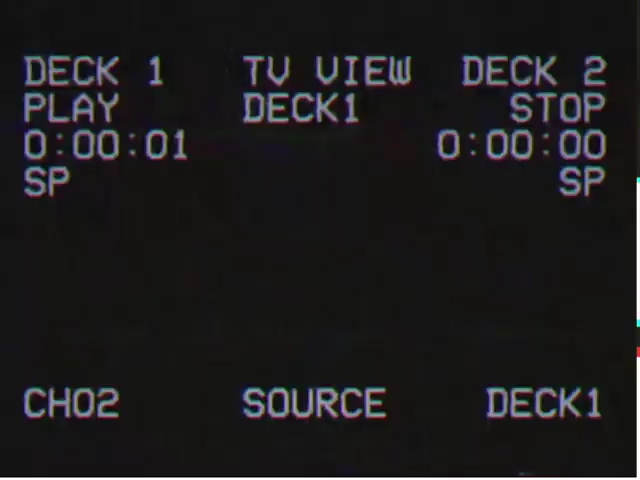 DECK 1 TV VIEW DECK 2
PLAY DECK1 STOP
0:00:01 0:00:00
SP SP
CH02 SOURCE DECK1